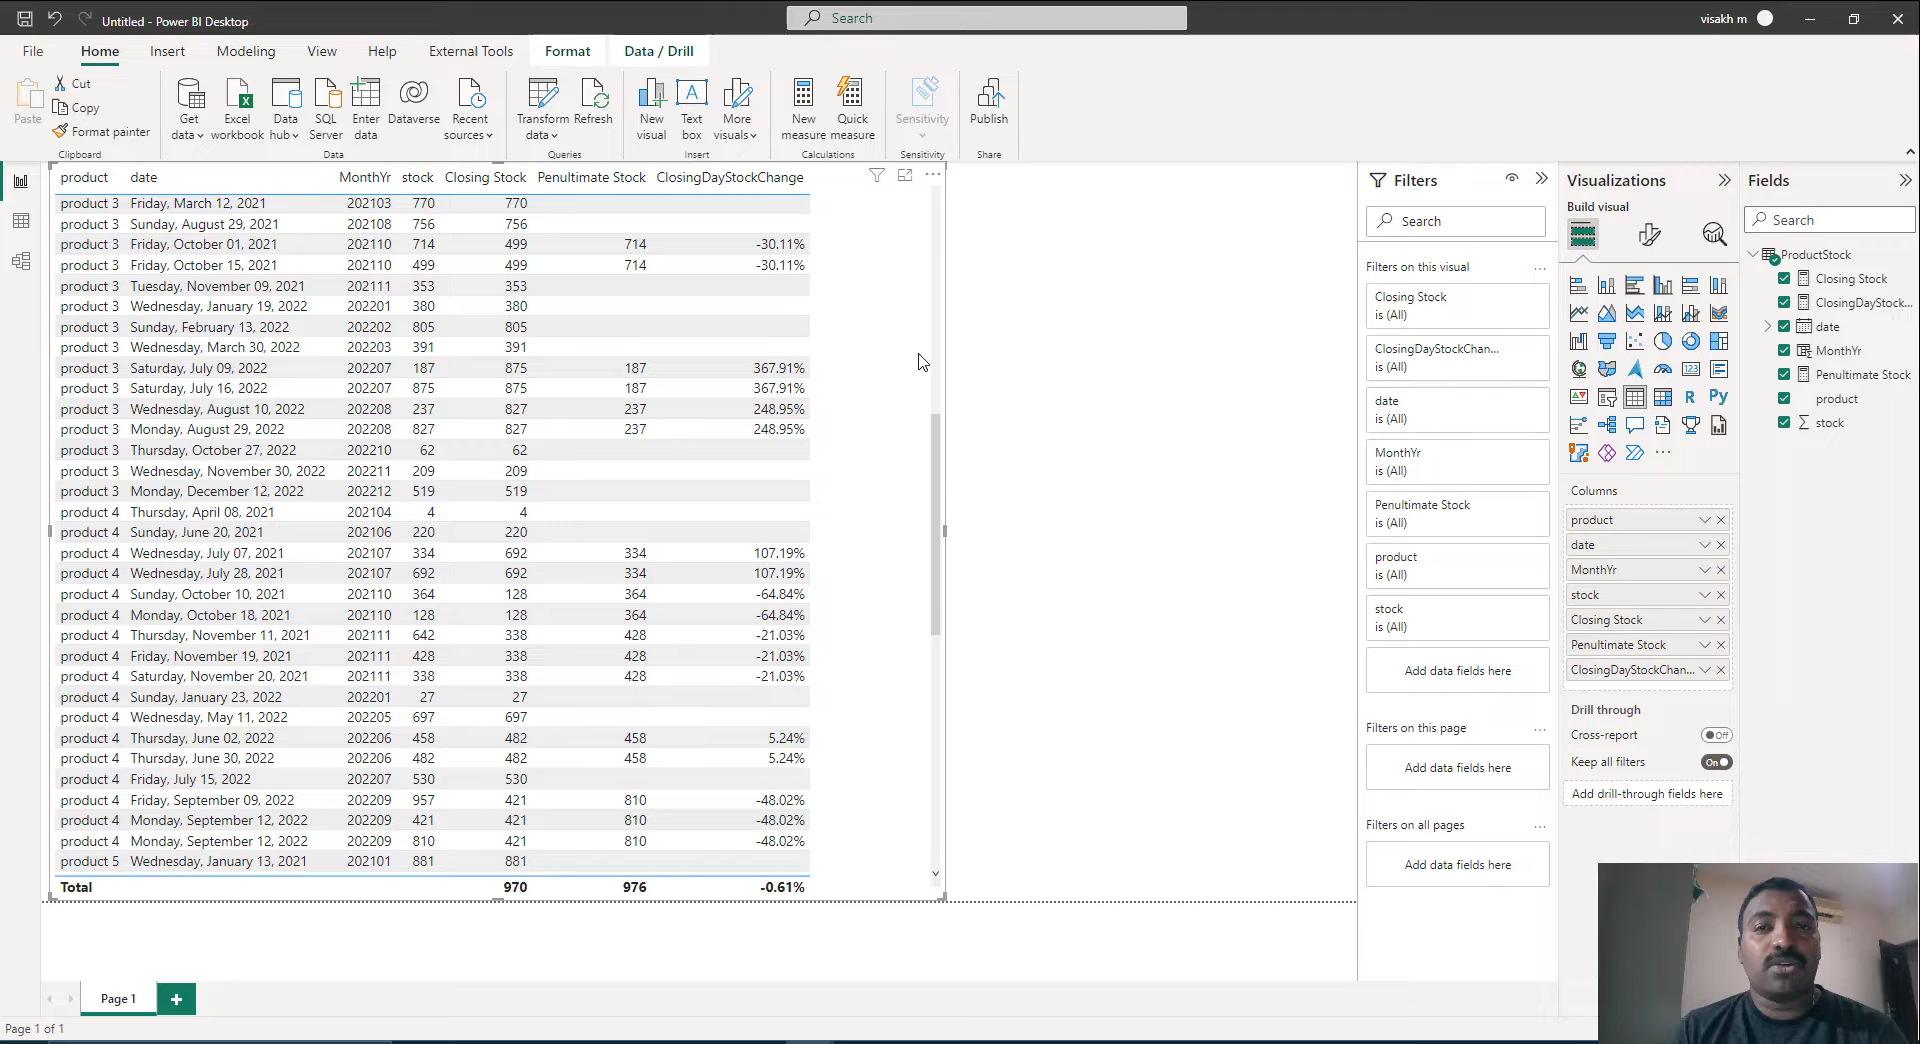 Untitled - Power BI Desktop
Search
visakh m
File Home Insert Modeling View Help External Tools Format Data / Drill
Paste
Cut
Copy
Format painter
Get data
Excel workbook
Data hub
SQL Server
Enter data
Dataverse
Recent sources
Transform data
Refresh
New visual
Text box
More visuals
New measure
Quick measure
Sensitivity
Publish
Clipboard Data Queries Insert Calculations Sensitivity Share
product date MonthYr stock Closing Stock Penultimate Stock ClosingDayStockChange
product 3 Friday, March 12, 2021 202103 770 770
product 3 Sunday, August 29, 2021 202108 756 756
product 3 Friday, October 01, 2021 202110 714 499 714 -30.11%
product 3 Friday, October 15, 2021 202110 499 499 714 -30.11%
product 3 Tuesday, November 09, 2021 202111 353 353
product 3 Wednesday, January 19, 2022 202201 380 380
product 3 Sunday, February 13, 2022 202202 805 805
product 3 Wednesday, March 30, 2022 202203 391 391
product 3 Saturday, July 09, 2022 202207 187 875 187 367.91%
product 3 Saturday, July 16, 2022 202207 875 875 187 367.91%
product 3 Wednesday, August 10, 2022 202208 237 827 237 248.95%
product 3 Monday, August 29, 2022 202208 827 827 237 248.95%
product 3 Thursday, October 27, 2022 202210 62 62
product 3 Wednesday, November 30, 2022 202211 209 209
product 3 Monday, December 12, 2022 202212 519 519
product 4 Thursday, April 08, 2021 202104 4 4
product 4 Sunday, June 20, 2021 202106 220 220
product 4 Wednesday, July 07, 2021 202107 334 692 334 107.19%
product 4 Wednesday, July 28, 2021 202107 692 692 334 107.19%
product 4 Sunday, October 10, 2021 202110 364 128 364 -64.84%
product 4 Monday, October 18, 2021 202110 128 128 364 -64.84%
product 4 Thursday, November 11, 2021 202111 642 338 428 -21.03%
product 4 Friday, November 19, 2021 202111 428 338 428 -21.03%
product 4 Saturday, November 20, 2021 202111 338 338 428 -21.03%
product 4 Sunday, January 23, 2022 202201 27 27
product 4 Wednesday, May 11, 2022 202205 697 697
product 4 Thursday, June 02, 2022 202206 458 482 458 5.24%
product 4 Thursday, June 30, 2022 202206 482 482 458 5.24%
product 4 Friday, July 15, 2022 202207 530 530
product 4 Friday, September 09, 2022 202209 957 421 810 -48.02%
product 4 Monday, September 12, 2022 202209 421 421 810 -48.02%
product 4 Monday, September 12, 2022 202209 810 421 810 -48.02%
product 5 Wednesday, January 13, 2021 202101 881 881
Total 970 976 -0.61%
Page 1
Page 1 of 1
Filters
Search
Filters on this visual ...
Closing Stock
is (All)
ClosingDayStockChan...
is (All)
date
is (All)
MonthYr
is (All)
Penultimate Stock
is (All)
product
is (All)
stock
is (All)
Add data fields here
Filters on this page ...
Add data fields here
Filters on all pages ...
Add data fields here
Visualizations
Build visual
123
R
Py
...
Columns
product
date
MonthYr
stock
Closing Stock
Penultimate Stock
ClosingDayStockChan...
Drill through
Cross-report Off
Keep all filters On
Add drill-through fields here
Fields
Search
ProductStock
Closing Stock
ClosingDayStock...
date
MonthYr
Penultimate Stock
product
stock